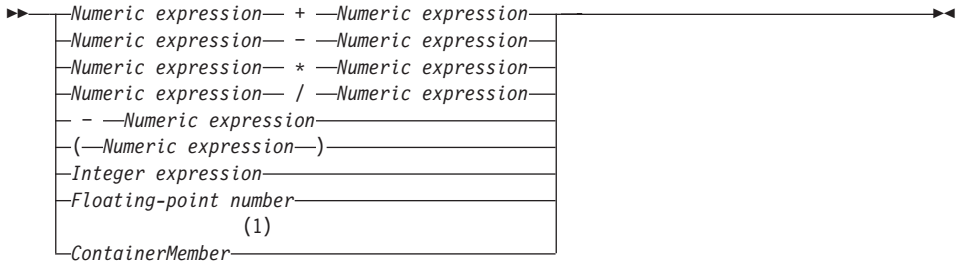 Numeric expression + Numeric expression
Numeric expression - Numeric expression
Numeric expression * Numeric expression
Numeric expression / Numeric expression
- Numeric expression
(Numeric expression)
Integer expression
Floating-point number
(1)
ContainerMember